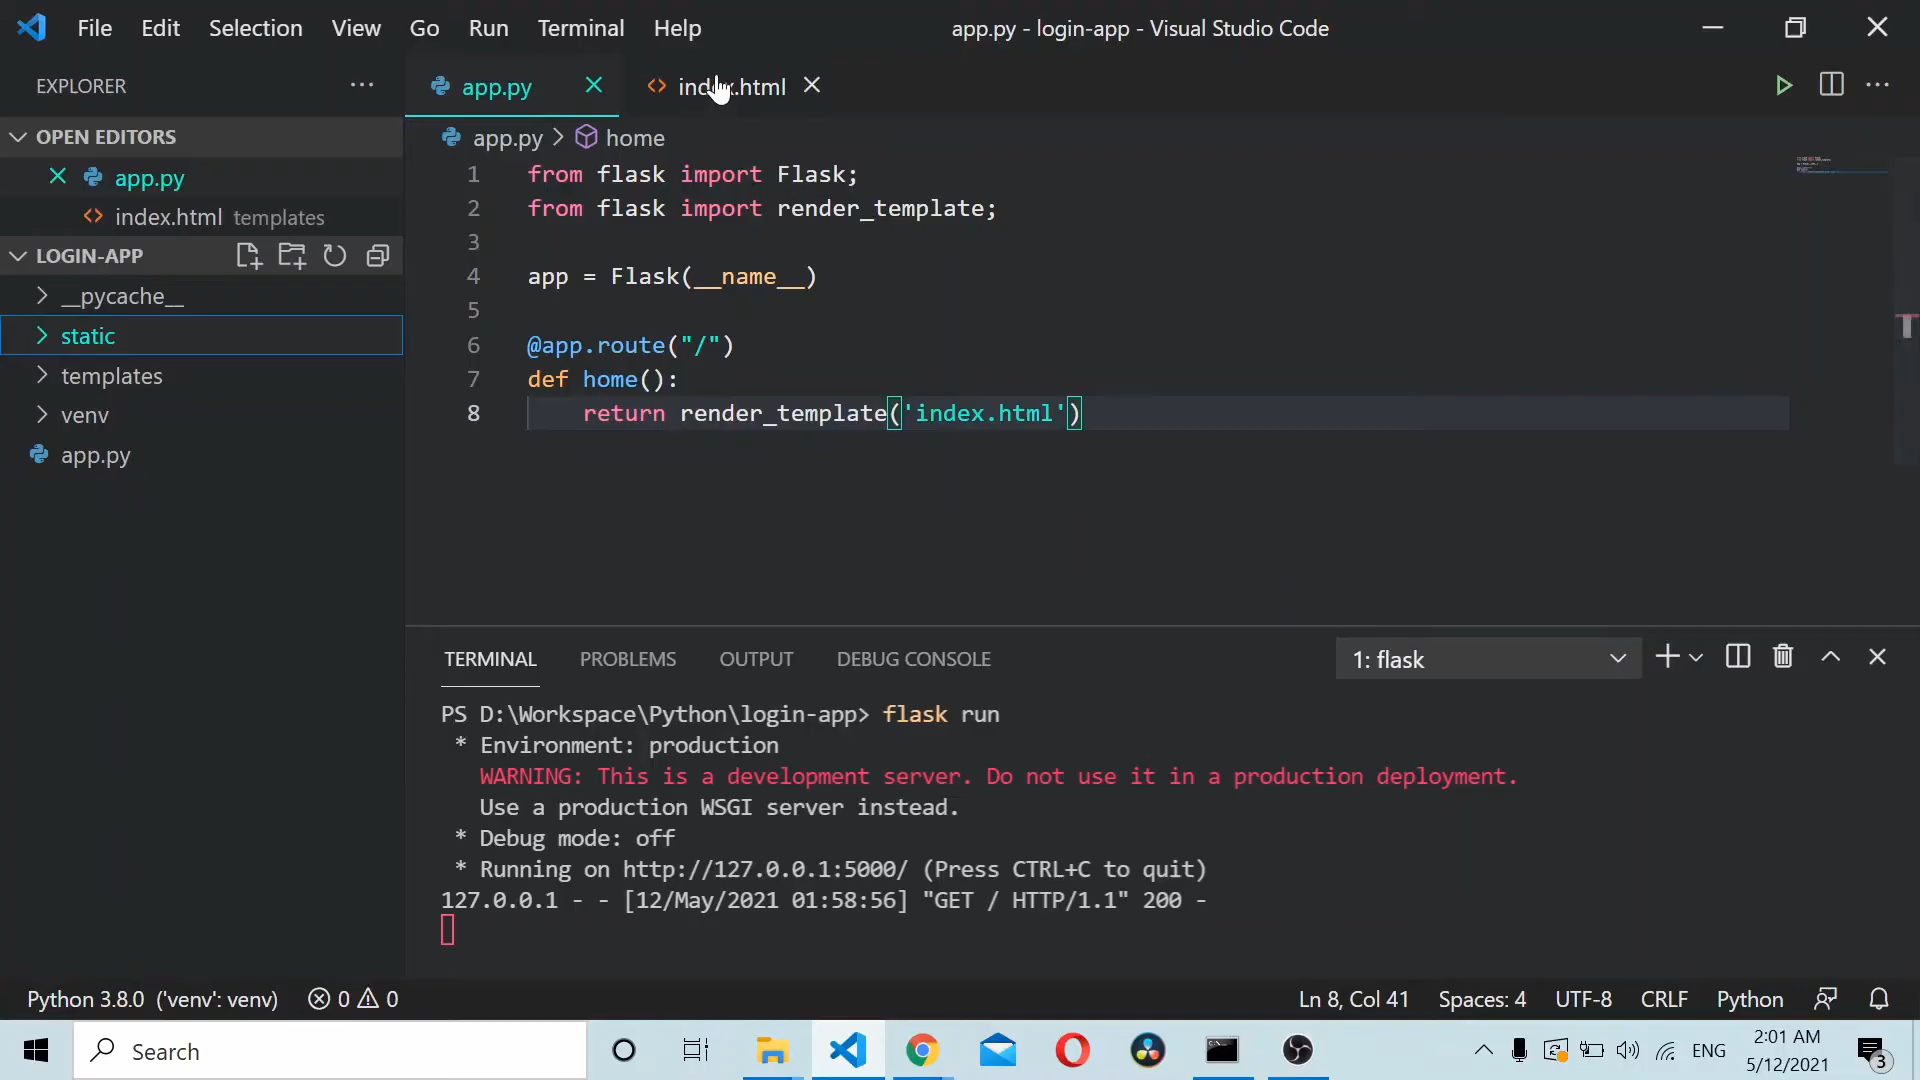 File Edit Selection View Go Run Terminal Help app.py - login-app - Visual Studio Code
EXPLORER
OPEN EDITORS
app.py
index.html templates
LOGIN-APP
__pycache__
static
templates
venv
app.py
app.py index.html
app.py > home
1 from flask import Flask;
2 from flask import render_template;
3
4 app = Flask(__name__)
5
6 @app.route("/")
7 def home():
8 return render_template('index.html')
TERMINAL PROBLEMS OUTPUT DEBUG CONSOLE 1: flask
PS D:\Workspace\Python\login-app> flask run
* Environment: production
WARNING: This is a development server. Do not use it in a production deployment.
Use a production WSGI server instead.
* Debug mode: off
* Running on http://127.0.0.1:5000/ (Press CTRL+C to quit)
127.0.0.1 - - [12/May/2021 01:58:56] "GET / HTTP/1.1" 200 -
Python 3.8.0 ('venv': venv) 0 0 Ln 8, Col 41 Spaces: 4 UTF-8 CRLF Python
Search ENG 2:01 AM
5/12/2021 3